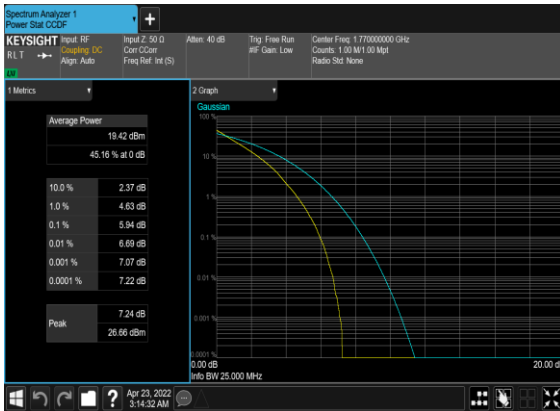 Spectrum Analyzer 1
Power Stat CCDF
+
KEYSIGHT
RLT
LM
Input: RF
Coupling: DC
Align: Auto
Input Z: 50 Ω
Corr CCorr
Freq Ref: Int (S)
Atten: 40 dB
Trig: Free Run
#IF Gain: Low
Center Freq: 1.770000000 GHz
Counts: 1.00 M/1.00 Mpt
Radio Std: None
1 Metrics
Average Power
19.42 dBm
45.16 % at 0 dB
10.0 % 2.37 dB
1.0 % 4.63 dB
0.1 % 5.94 dB
0.01 % 6.69 dB
0.001 % 7.07 dB
0.0001 % 7.22 dB
Peak
7.24 dB
26.66 dBm
2 Graph
Gaussian
100 %
10 %
1 %
0.1 %
0.01 %
0.001 %
0.0001 %
0.00 dB
20.00 d
Info BW 25.000 MHz
?
Apr 23, 2022
3:14:32 AM